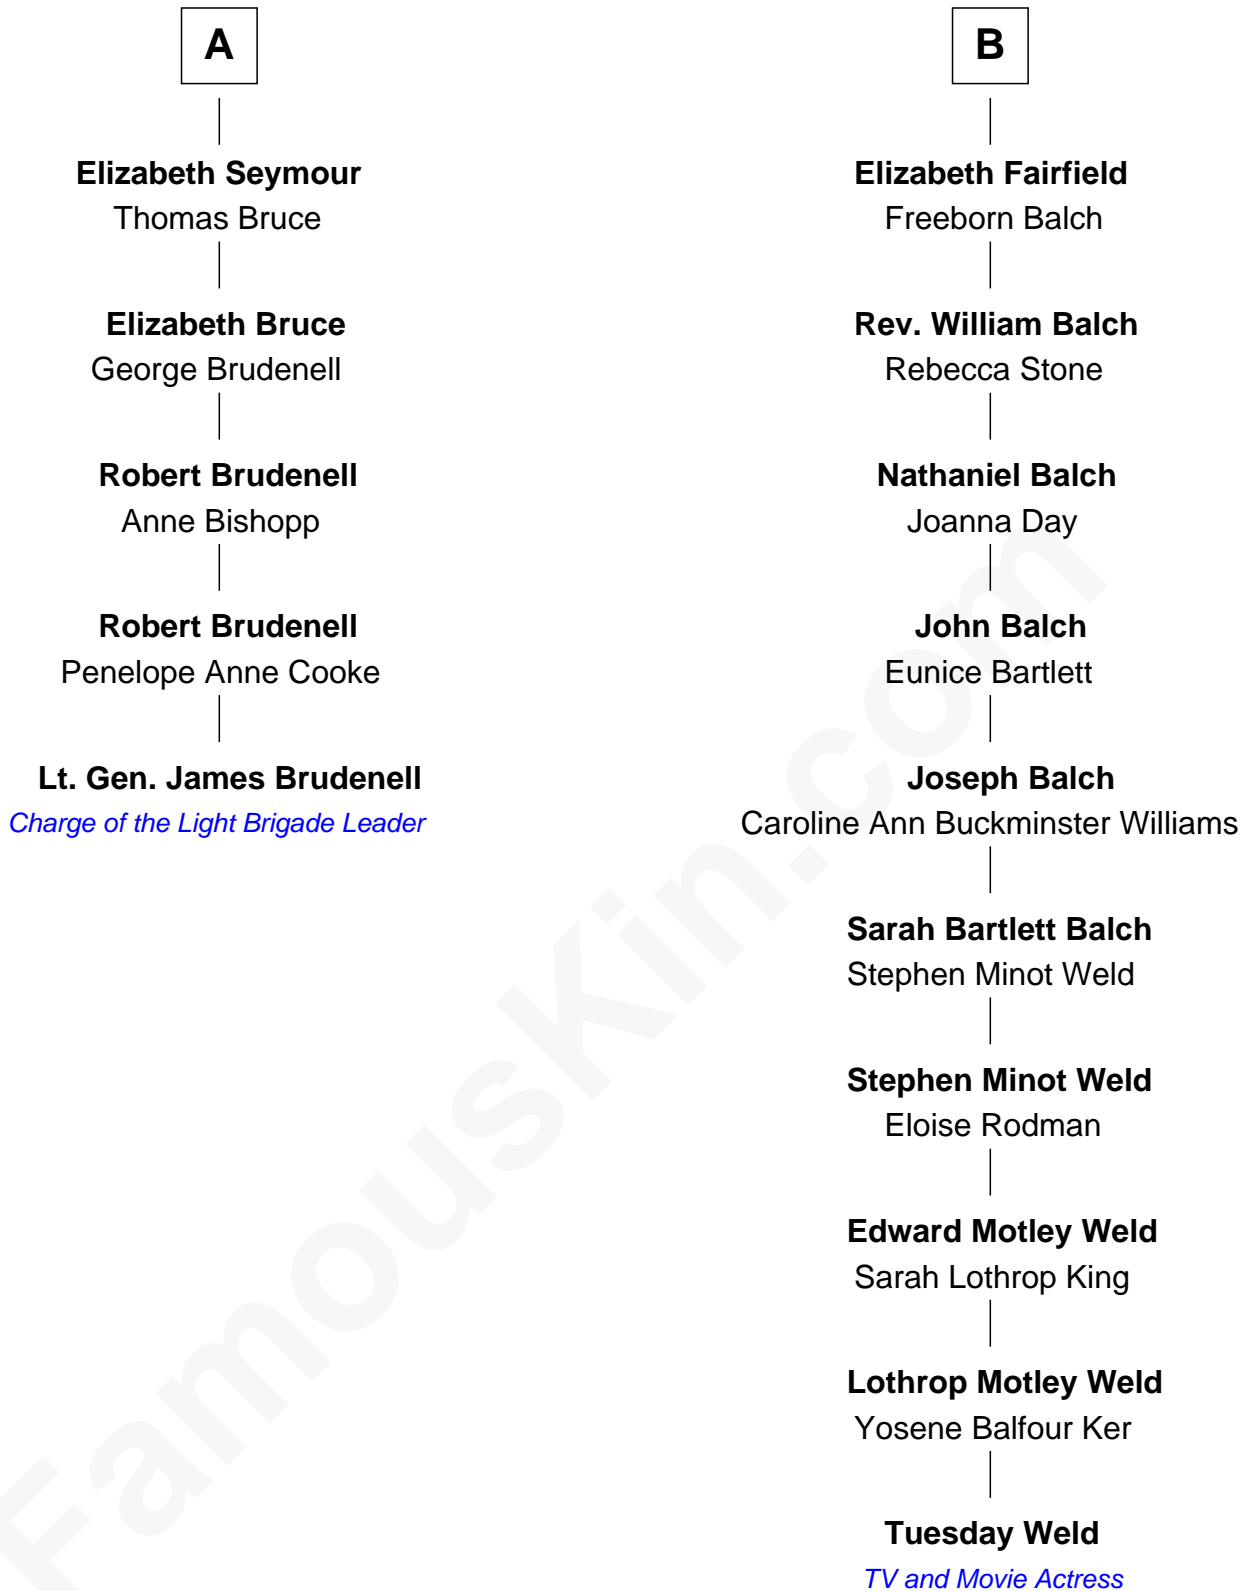 A
Elizabeth Seymour
Thomas Bruce
Elizabeth Bruce
George Brudenell
Robert Brudenell
Anne Bishopp
Robert Brudenell
Penelope Anne Cooke
Lt. Gen. James Brudenell
Charge of the Light Brigade Leader
B
Elizabeth Fairfield
Freeborn Balch
Rev. William Balch
Rebecca Stone
Nathaniel Balch
Joanna Day
John Balch
Eunice Bartlett
Joseph Balch
Caroline Ann Buckminster Williams
Sarah Bartlett Balch
Stephen Minot Weld
Stephen Minot Weld
Eloise Rodman
Edward Motley Weld
Sarah Lothrop King
Lothrop Motley Weld
Yosene Balfour Ker
Tuesday Weld
TV and Movie Actress
FamousKin.com